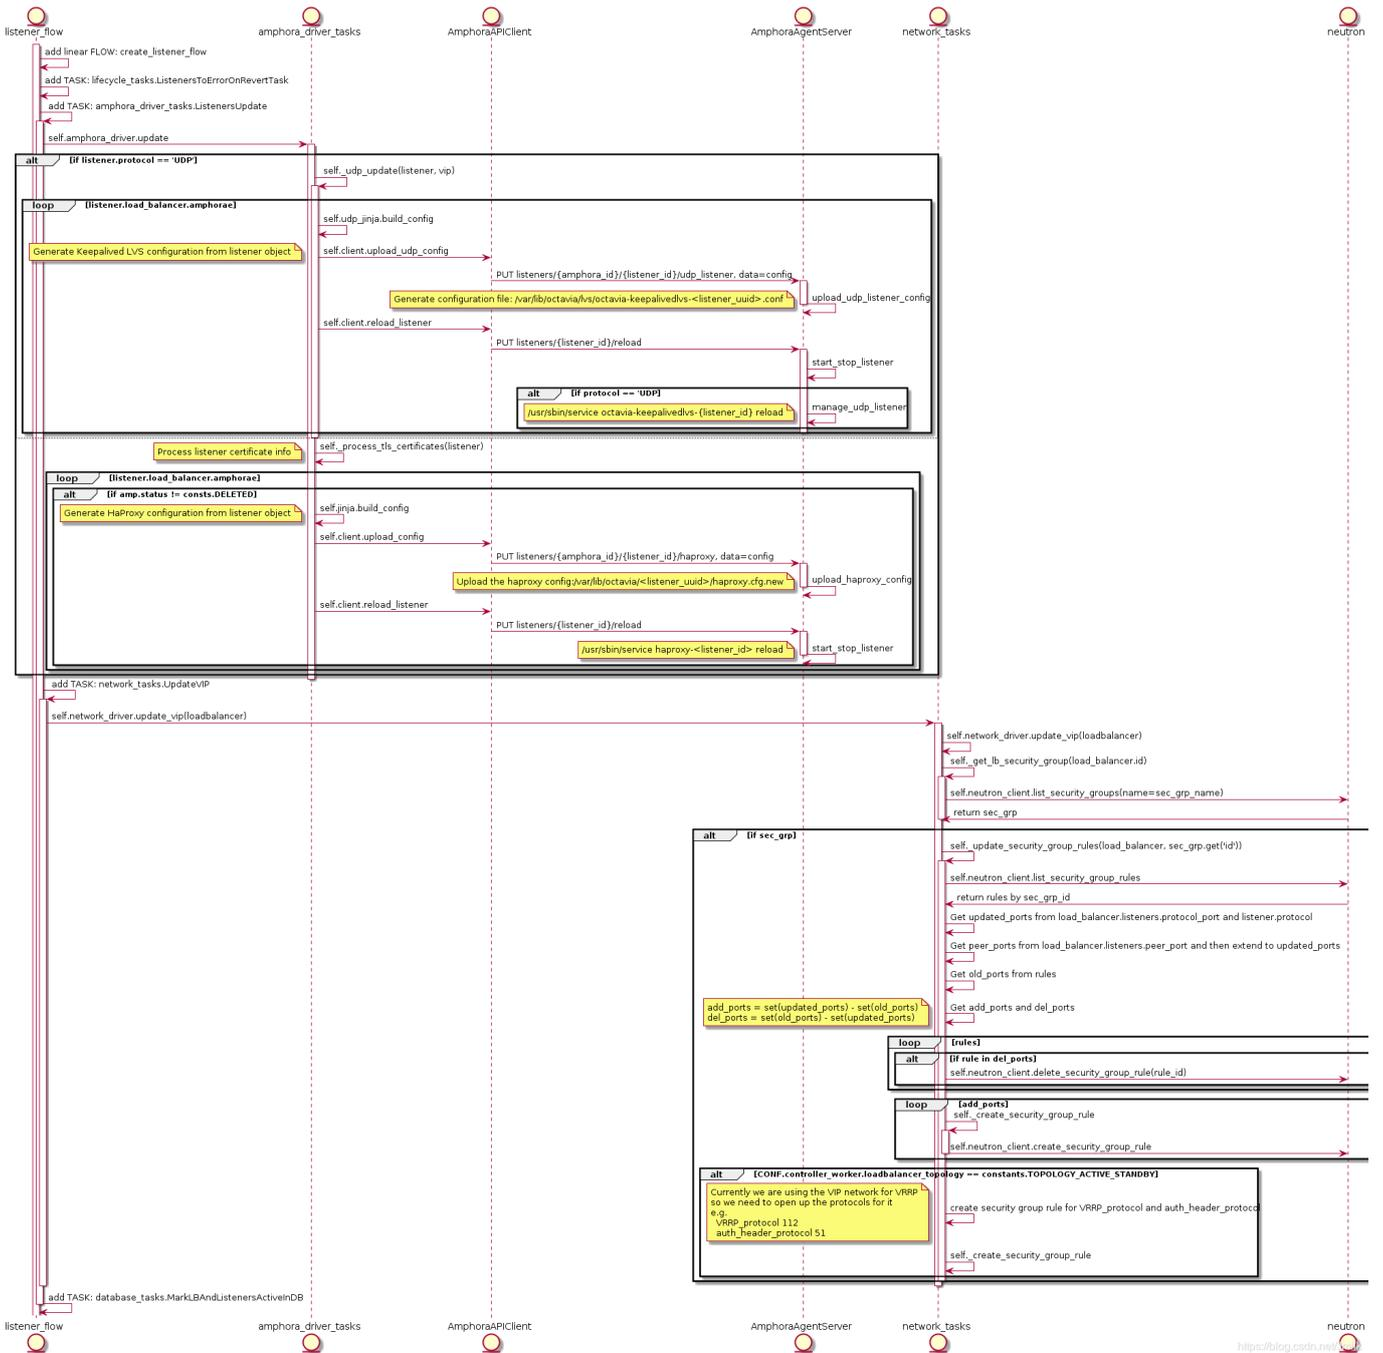 listener_flow
amphora_driver_tasks
AmphoraAPIClient
AmphoraAgentServer
network_tasks
neutron
add linear FLOW: create_listener_flow
add TASK: lifecycle_tasks.ListenersToErrorOnRevertTask
add TASK: amphora_driver_tasks.ListenersUpdate
self.amphora_driver.update
alt
[if listener.protocol == 'UDP']
self._udp_update(listener, vip)
loop
[listener.load_balancer.amphorae]
self.udp_jinja.build_config
Generate Keepalived LVS configuration from listener object
self.client.upload_udp_config
PUT listeners/{amphora_id}/{listener_id}/udp_listener, data=config
Generate configuration file: /var/lib/octavia/lvs/octavia-keepalivedlvs-<listener_uuid>.conf
upload_udp_listener_config
self.client.reload_listener
PUT listeners/{listener_id}/reload
start_stop_listener
alt
[if protocol == 'UDP]
/usr/sbin/service octavia-keepalivedlvs-{listener_id} reload
manage_udp_listener
Process listener certificate info
self._process_tls_certificates(listener)
loop
[listener.load_balancer.amphorae]
alt
[if amp.status != consts.DELETED]
Generate HaProxy configuration from listener object
self.jinja.build_config
self.client.upload_config
PUT listeners/{amphora_id}/{listener_id}/haproxy, data=config
Upload the haproxy config:/var/lib/octavia/<listener_uuid>/haproxy.cfg.new
upload_haproxy_config
self.client.reload_listener
PUT listeners/{listener_id}/reload
/usr/sbin/service haproxy-<listener_id> reload
start_stop_listener
add TASK: network_tasks.UpdateVIP
self.network_driver.update_vip(loadbalancer)
self.network_driver.update_vip(loadbalancer)
self._get_lb_security_group(load_balancer.id)
self.neutron_client.list_security_groups(name=sec_grp_name)
return sec_grp
alt
[if sec_grp]
self._update_security_group_rules(load_balancer, sec_grp.get('id'))
self.neutron_client.list_security_group_rules
return rules by sec_grp_id
Get updated_ports from load_balancer.listeners.protocol_port and listener.protocol
Get peer_ports from load_balancer.listeners.peer_port and then extend to updated_ports
Get old_ports from rules
add_ports = set(updated_ports) - set(old_ports)
del_ports = set(old_ports) - set(updated_ports)
Get add_ports and del_ports
loop
[rules]
alt
[if rule in del_ports]
self.neutron_client.delete_security_group_rule(rule_id)
loop
[add_ports]
self._create_security_group_rule
self.neutron_client.create_security_group_rule
alt
[CONF.controller_worker.loadbalancer_topology == constants.TOPOLOGY_ACTIVE_STANDBY]
Currently we are using the VIP network for VRRP
so we need to open up the protocols for it
e.g.
VRRP_protocol 112
auth_header_protocol 51
create security group rule for VRRP_protocol and auth_header_protocol
self._create_security_group_rule
add TASK: database_tasks.MarkLBAndListenersActiveInDB
listener_flow
amphora_driver_tasks
AmphoraAPIClient
AmphoraAgentServer
network_tasks
neutron